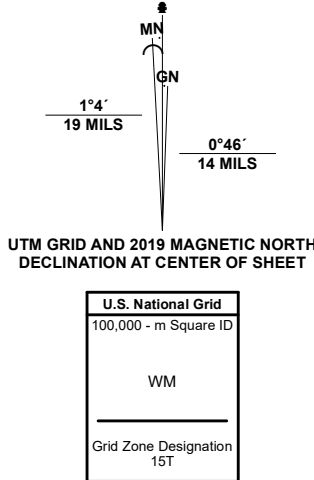 MN
GN
1°4´
19 MILS
0°46´
14 MILS
UTM GRID AND 2019 MAGNETIC NORTH
DECLINATION AT CENTER OF SHEET
U.S. National Grid
100,000 - m Square ID
WM
Grid Zone Designation
15T